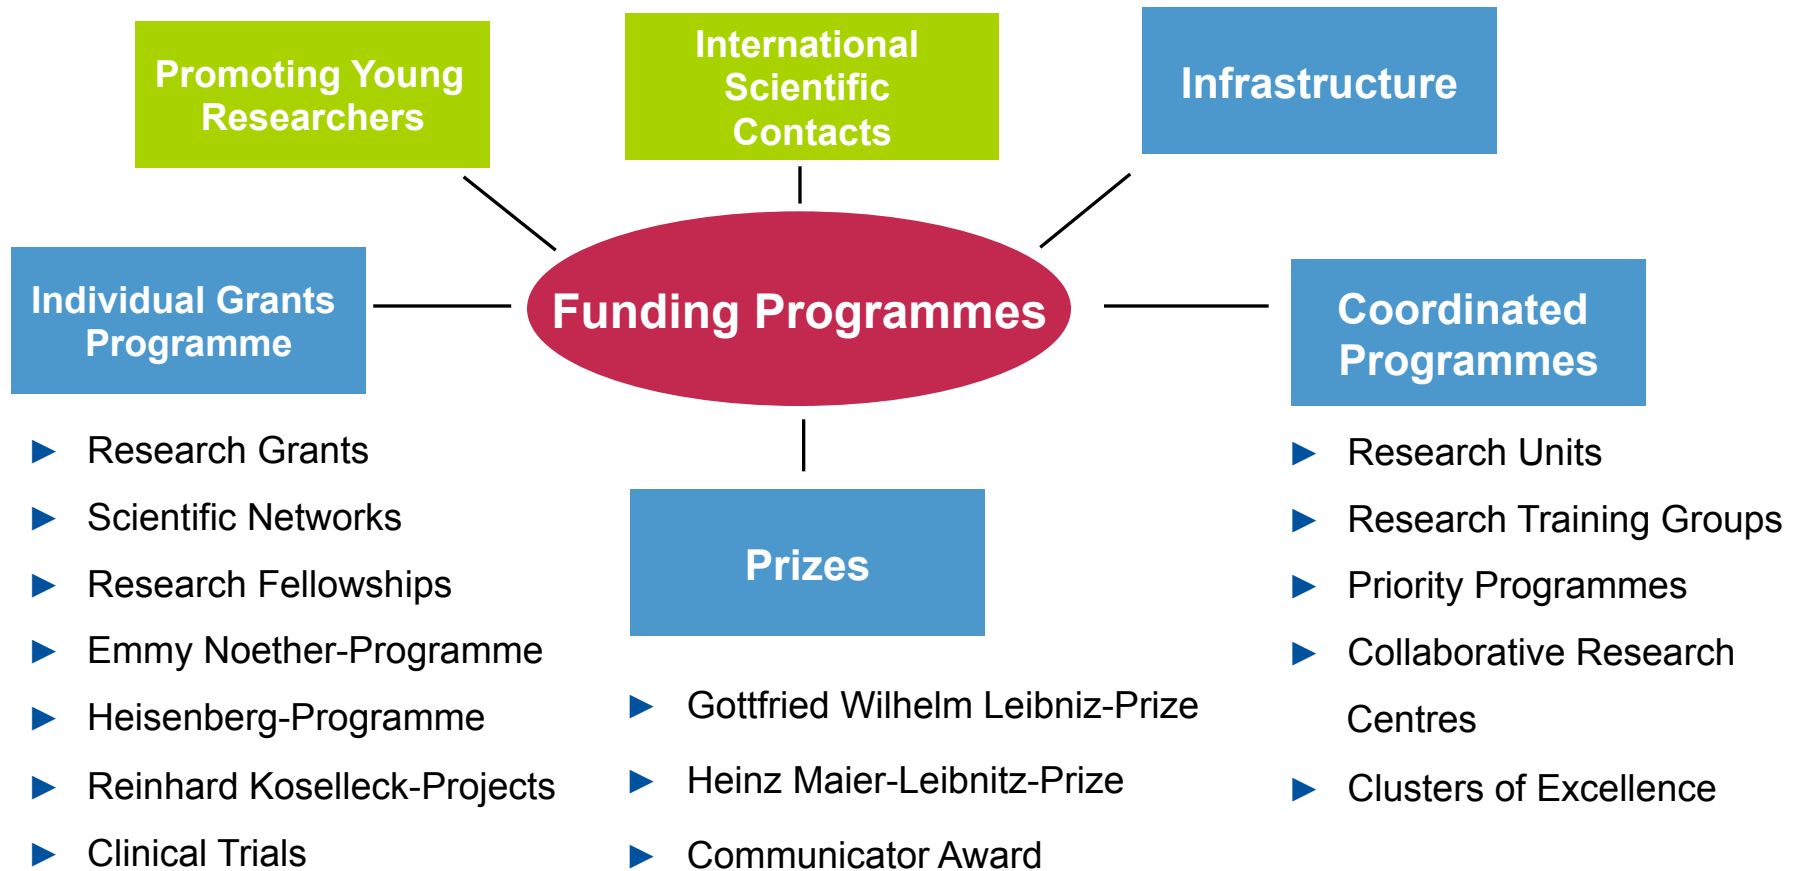 Promoting Young
Researchers
International
Scientific
Contacts
Infrastructure
Individual Grants
Programme
Funding Programmes
Coordinated
Programmes
► Research Grants
► Scientific Networks
► Research Fellowships
► Emmy Noether-Programme
► Heisenberg-Programme
► Reinhard Koselleck-Projects
► Clinical Trials
Prizes
► Gottfried Wilhelm Leibniz-Prize
► Heinz Maier-Leibnitz-Prize
► Communicator Award
► Research Units
► Research Training Groups
► Priority Programmes
► Collaborative Research
Centres
► Clusters of Excellence